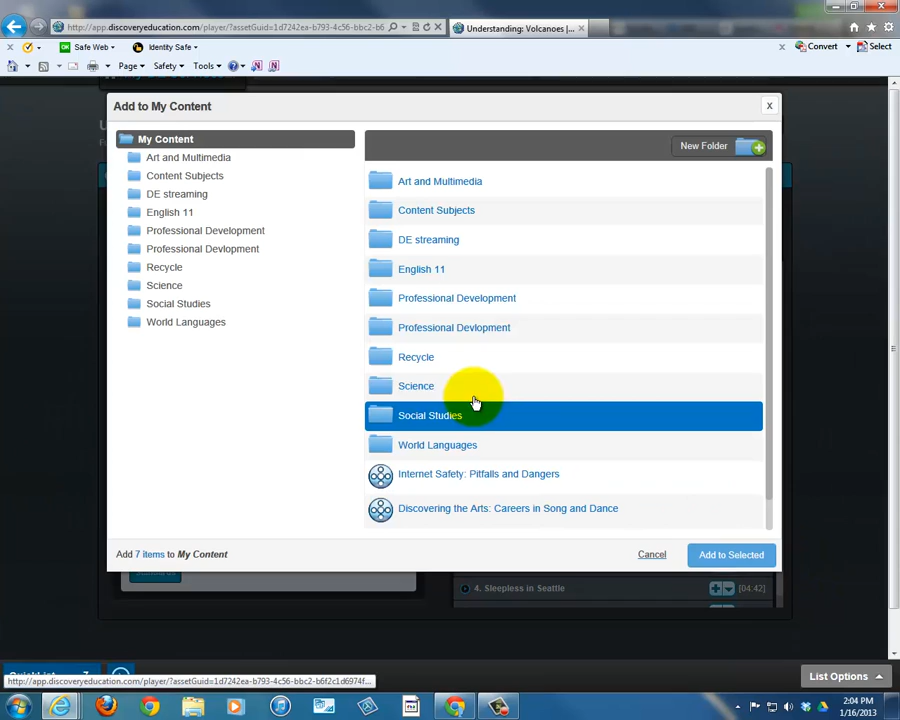 http://app.discoveryeducation.com/player/?assetGuid=1d7242ea-b793-4c56-bbc2-b6
Understanding: Volcanoes |...
Safe Web
Identity Safe
Convert
Select
Page
Safety
Tools
Add to My Content
x
My Content
Art and Multimedia
Content Subjects
DE streaming
English 11
Professional Development
Professional Devlopment
Recycle
Science
Social Studies
World Languages
New Folder
Art and Multimedia
Content Subjects
DE streaming
English 11
Professional Development
Professional Devlopment
Recycle
Science
Social Studies
World Languages
Internet Safety: Pitfalls and Dangers
Discovering the Arts: Careers in Song and Dance
Add 7 items to My Content
Cancel
Add to Selected
4. Sleepless in Seattle
[04:42]
http://app.discoveryeducation.com/player/?assetGuid=1d7242ea-b793-4c56-bbc2-b6f2c1d6974f...
List Options
2:04 PM
1/16/2013